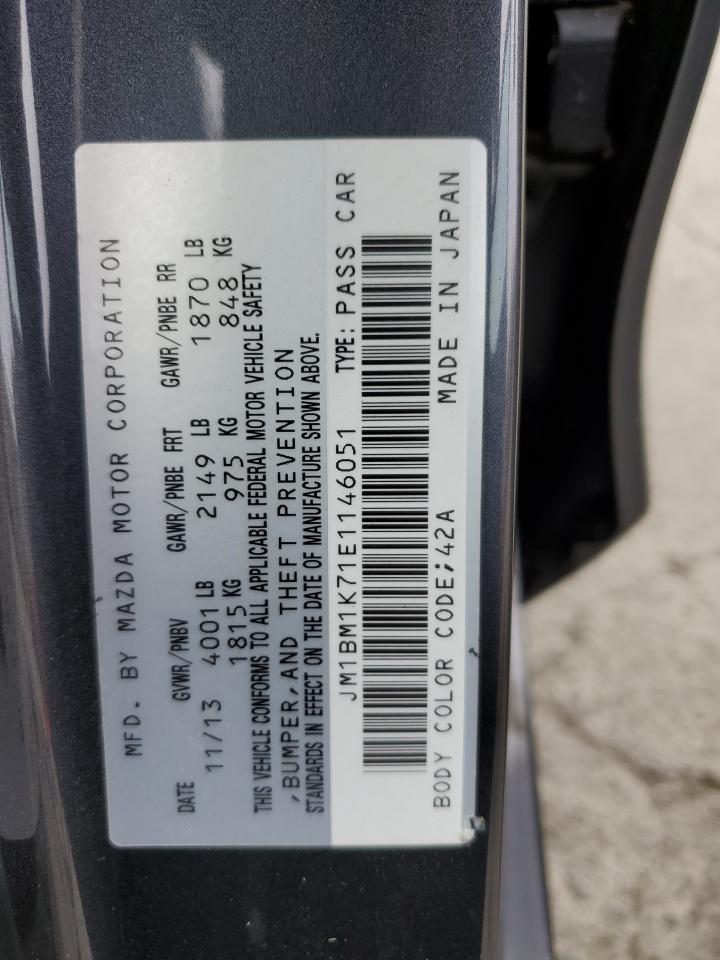 MFD. BY MAZDA MOTOR CORPORATION
DATE GVWR/PNBV GAWR/PNBE FRT GAWR/PNBE RR
11/13 4001 LB 2149 LB 1870 LB
1815 KG 975 KG 848 KG
THIS VEHICLE CONFORMS TO ALL APPLICABLE FEDERAL MOTOR VEHICLE SAFETY
,BUMPER,AND THEFT PREVENTION
STANDARDS IN EFFECT ON THE DATE OF MANUFACTURE SHOWN ABOVE.
JM1BM1K71E1146051 TYPE: PASS CAR
BODY COLOR CODE;42A MADE IN JAPAN